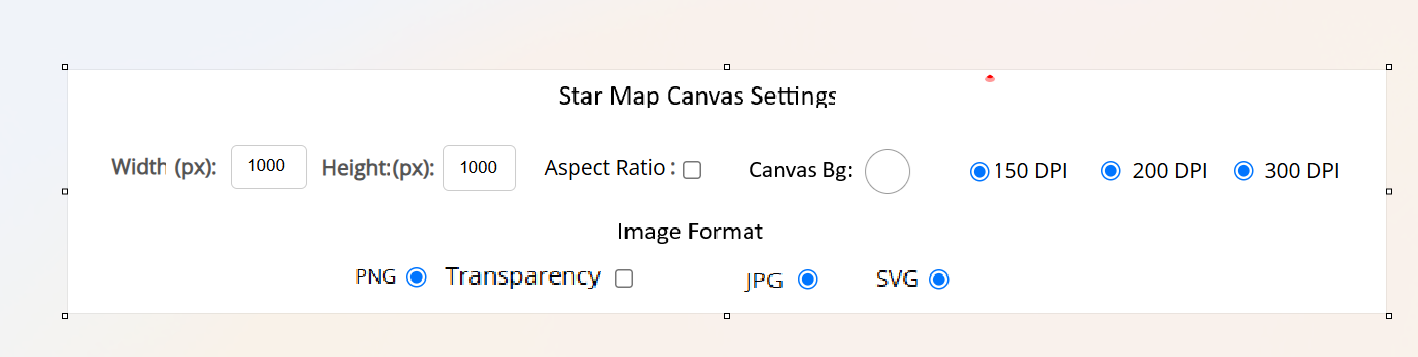 Star Map Canvas Settings
Width (px): 1000 Height:(px): 1000 Aspect Ratio : Canvas Bg: 150 DPI 200 DPI 300 DPI
Image Format
PNG Transparency JPG SVG